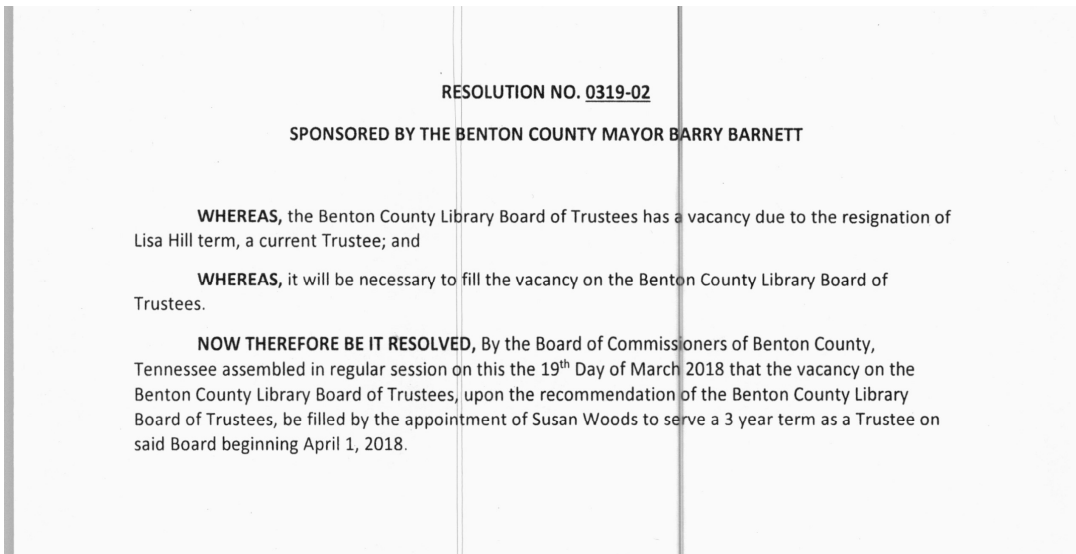 RESOLUTION NO. 0319-02
SPONSORED BY THE BENTON COUNTY MAYOR BARRY BARNETT
WHEREAS, the Benton County Library Board of Trustees has a vacancy due to the resignation of
Lisa Hill term, a current Trustee; and
WHEREAS, it will be necessary to fill the vacancy on the Benton County Library Board of
Trustees.
NOW THEREFORE BE IT RESOLVED, By the Board of Commissioners of Benton County,
Tennessee assembled in regular session on this the 19th Day of March 2018 that the vacancy on the
Benton County Library Board of Trustees, upon the recommendation of the Benton County Library
Board of Trustees, be filled by the appointment of Susan Woods to serve a 3 year term as a Trustee on
said Board beginning April 1, 2018.